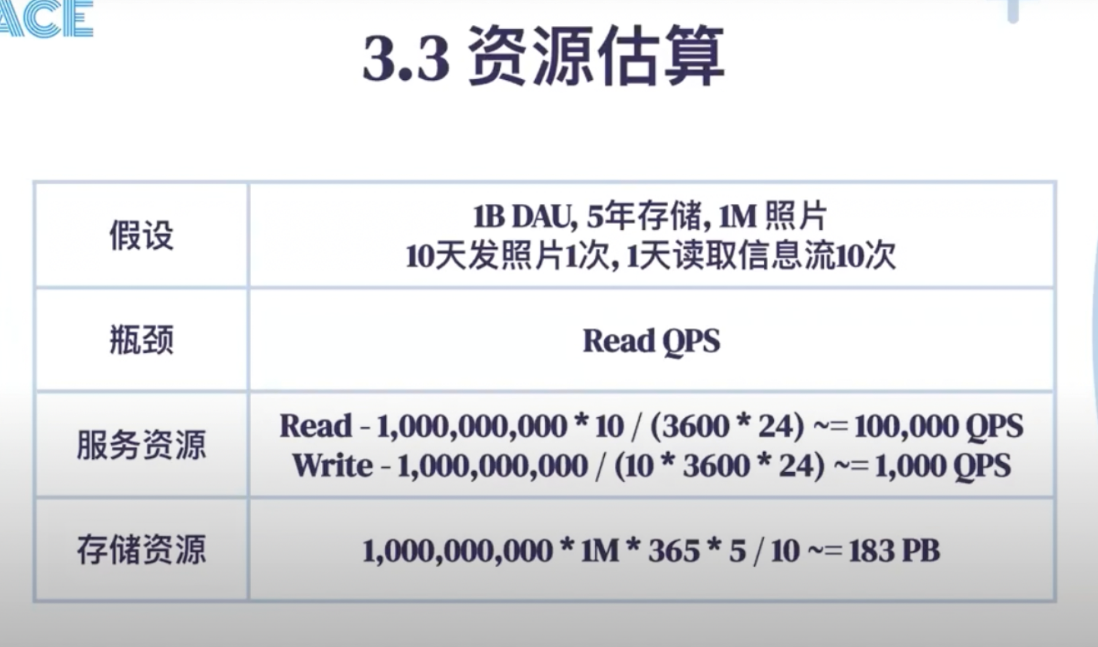 ACE
3.3 资源估算
假设
1B DAU, 5年存储, 1M 照片
10天发照片1次, 1天读取信息流10次
瓶颈
Read QPS
服务资源
Read - 1,000,000,000 * 10 / (3600 * 24) ~= 100,000 QPS
Write - 1,000,000,000 / (10 * 3600 * 24) ~= 1,000 QPS
存储资源
1,000,000,000 * 1M * 365 * 5 / 10 ~= 183 PB